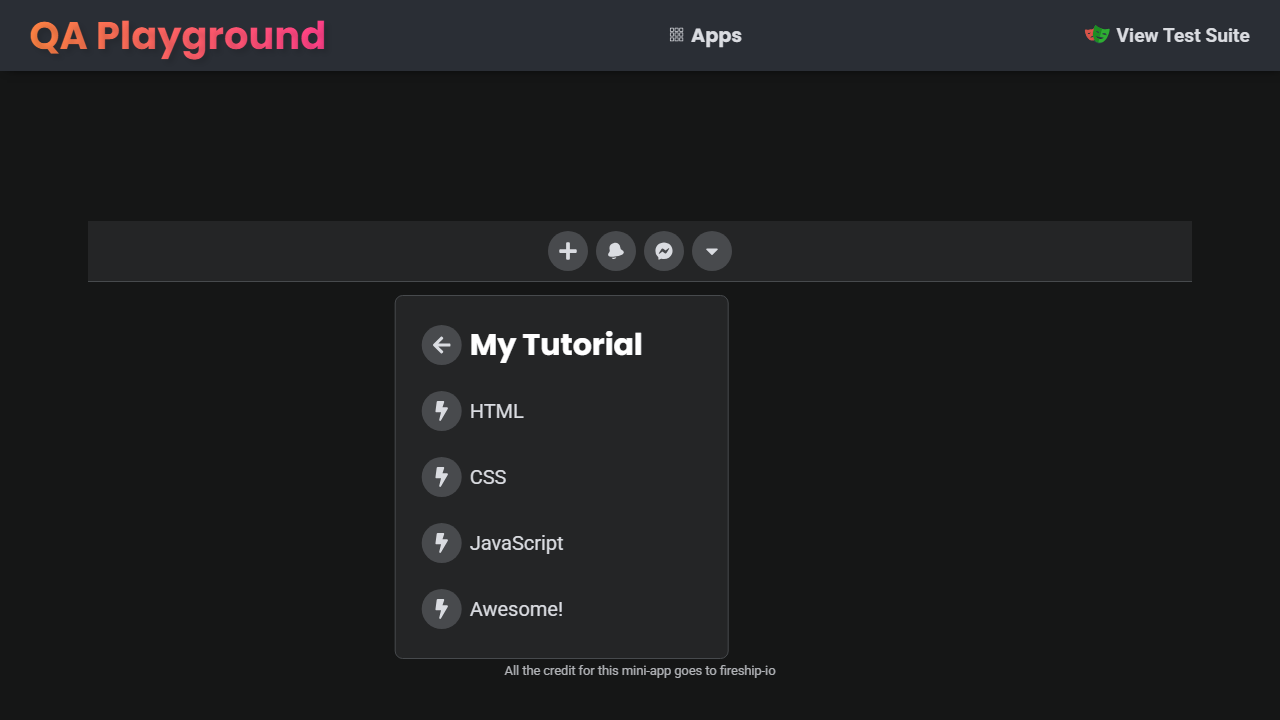 QA Playground
Apps
View Test Suite
My Tutorial
HTML
CSS
JavaScript
Awesome!
All the credit for this mini-app goes to fireship-io